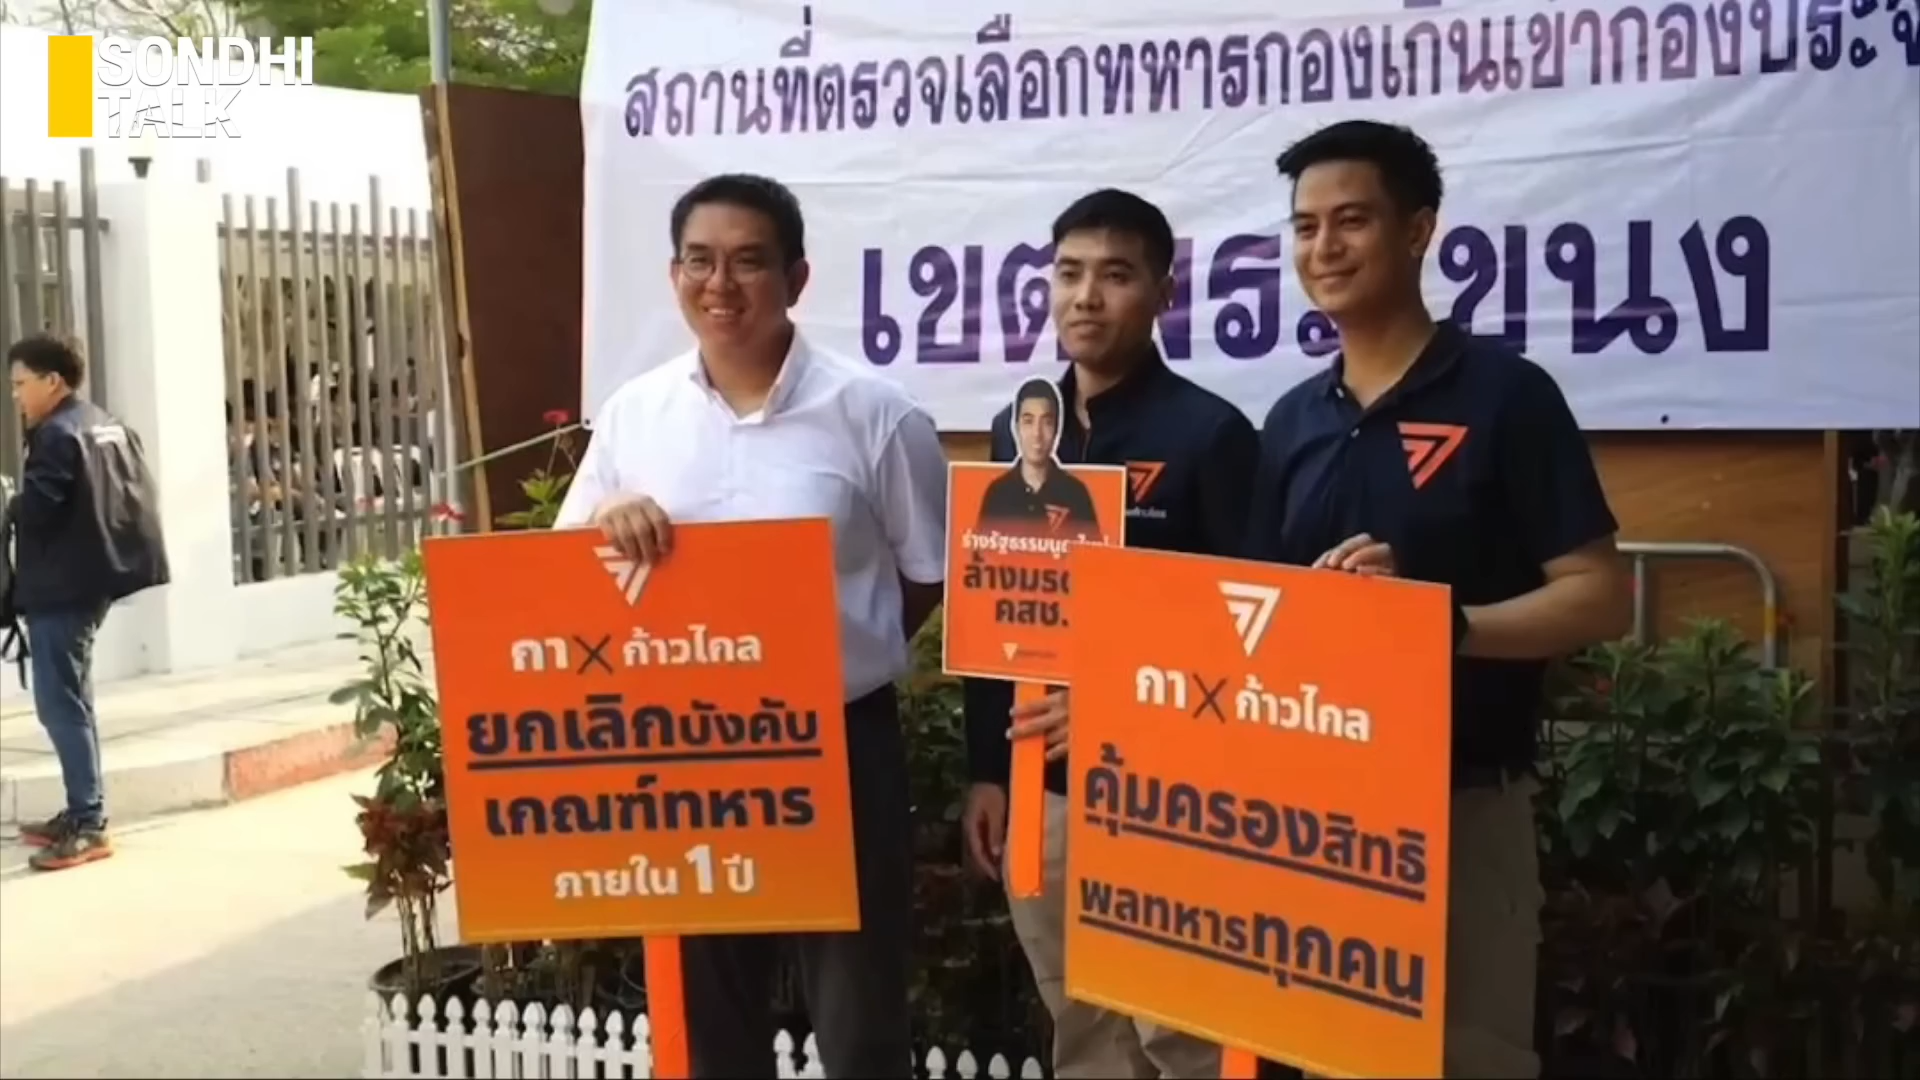 SONDHI
TALK
สถานที่ตรวจเลือกทหารกองเกินเข้ากองประจ
เขต
ขนง
กา X ก้าวไกล
ยกเลิกบังคับ
เกณฑ์ทหาร
ภายใน 1 ปี
ร่างรัฐธรรมนูญ
ล้างมรด
คสช.
กา X ก้าวไกล
คุ้มครองสิทธิ
พลทหารทุกคน